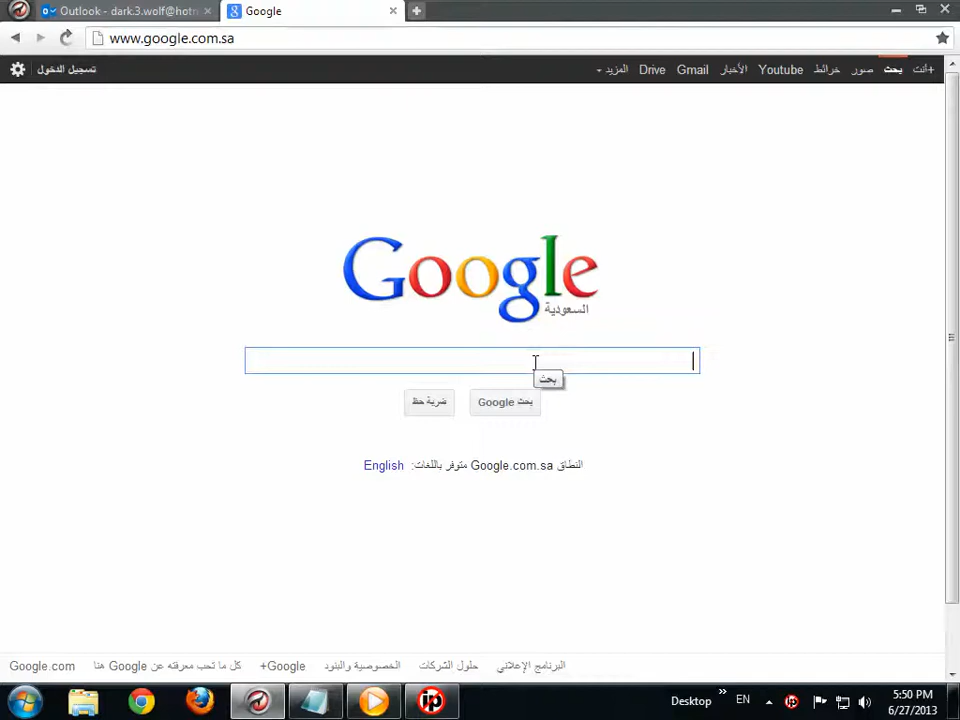 Outlook - dark.3.wolf@hotn
Google
www.google.com.sa
+أنت بحث صور خرائط Youtube الأخبار Gmail Drive المزيد
تسجيل الدخول
Google
السعودية
بحث
بحث Google ضربة حظ
النطاق Google.com.sa متوفر باللغات: English
البرنامج الإعلاني حلول الشركات الخصوصية والبنود Google+ كل ما تحب معرفته عن Google هنا Google.com
Desktop » EN 5:50 PM
6/27/2013